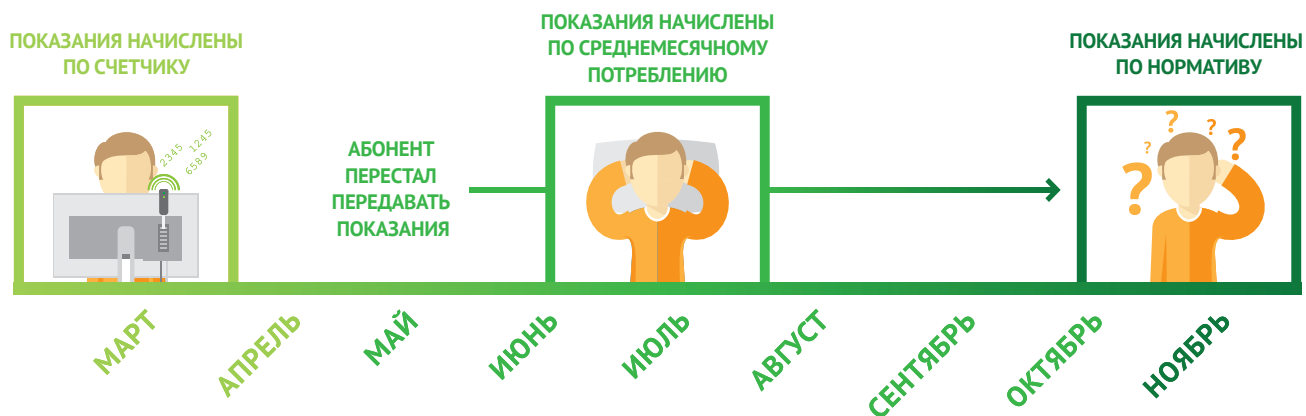 ПОКАЗАНИЯ НАЧИСЛЕНЫ
ПО СЧЕТЧИКУ
2345 1245
6589
АБОНЕНТ
ПЕРЕСТАЛ
ПЕРЕДАВАТЬ
ПОКАЗАНИЯ
ПОКАЗАНИЯ НАЧИСЛЕНЫ
ПО СРЕДНЕМЕСЯЧНОМУ
ПОТРЕБЛЕНИЮ
ПОКАЗАНИЯ НАЧИСЛЕНЫ
ПО НОРМАТИВУ
?
?
?
?
?
МАРТ
АПРЕЛЬ
МАЙ
ИЮНЬ
ИЮЛЬ
АВГУСТ
СЕНТЯБРЬ
ОКТЯБРЬ
НОЯБРЬ